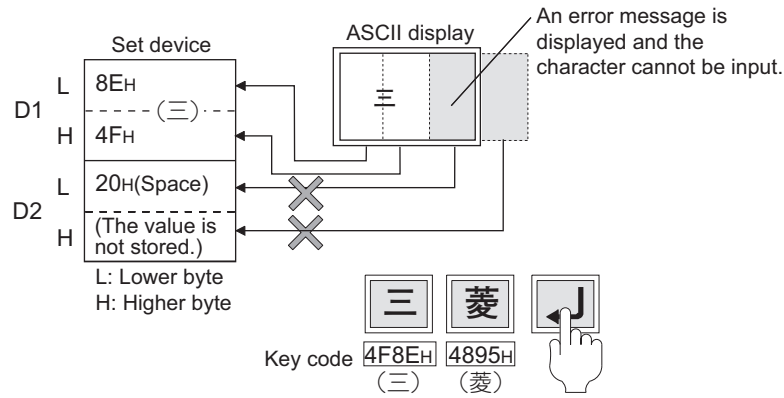 An error message is
displayed and the
character cannot be input.
ASCII display
Set device
D1
L
8EH
(三)
H
4FH
三
D2
L
20H(Space)
H
(The value is
not stored.)
L: Lower byte
H: Higher byte
三 菱
Key code 4F8EH 4895H
(三) (菱)